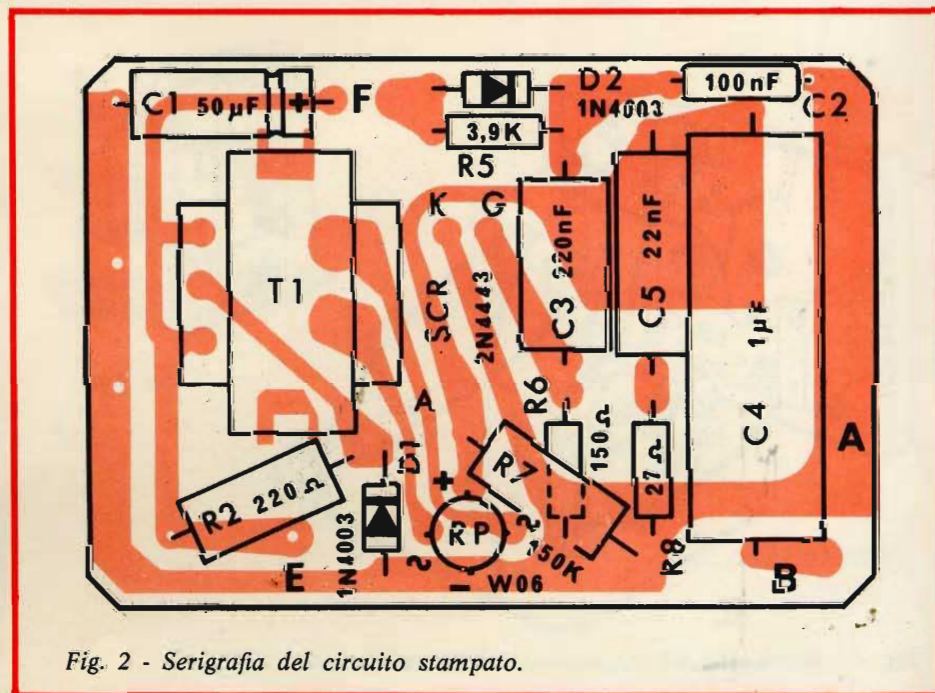 C1 50µF +
F
D2
1N4003
100nF
C2
3,9K
R5
K G
220nF
C3
22nF
C5
1µF
C4
T1
SCR
2N4443
A
R6
150Ω
27Ω
R8
A
R2 220Ω
D1
1N4003
+
~ RP ~
-
W06
R7
150K
E
B
Fig. 2 - Serigrafia del circuito stampato.